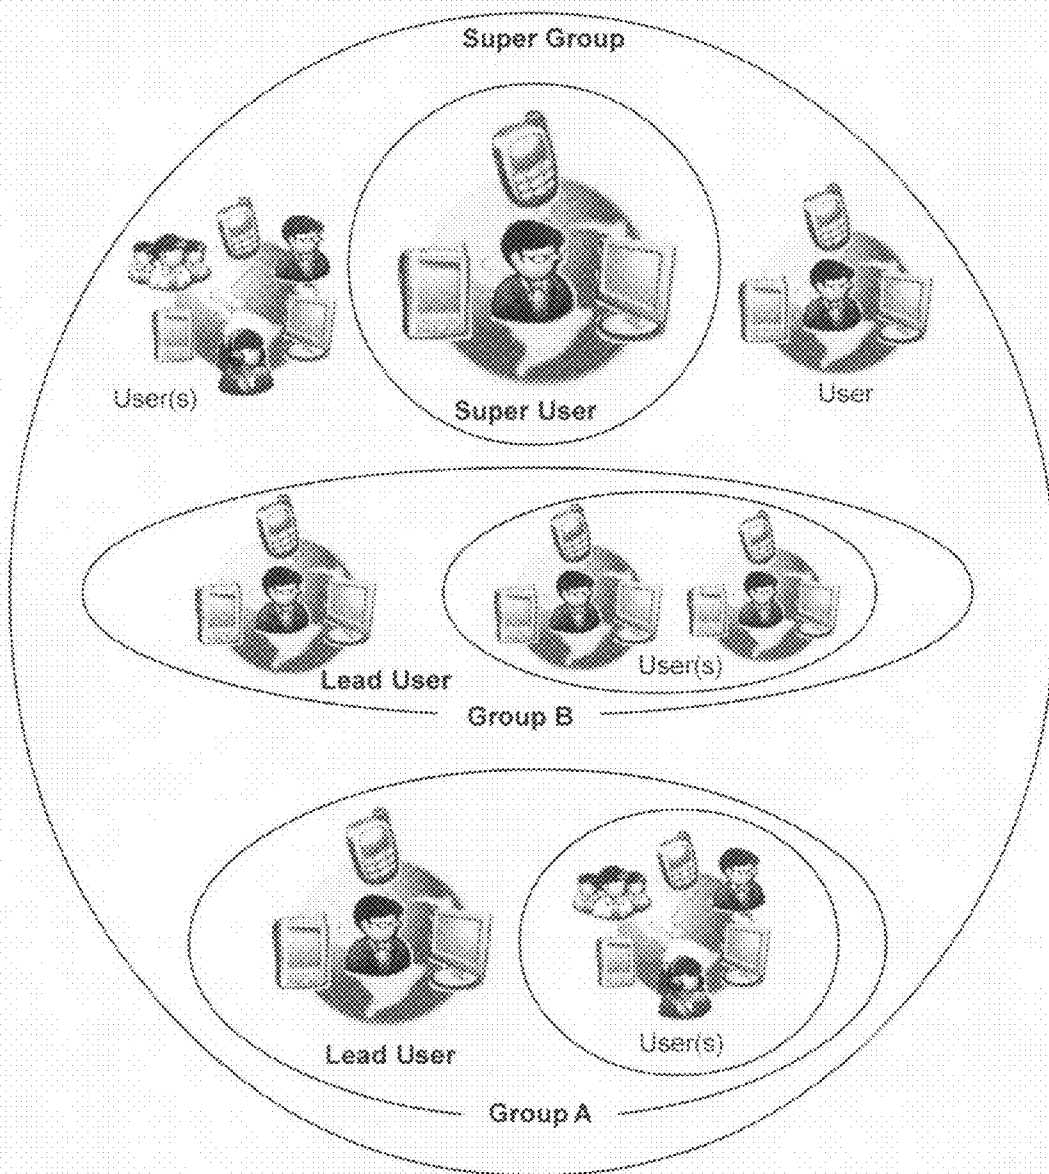 Super Group
User(s)
Super User
User
Lead User
User(s)
Group B
Lead User
User(s)
Group A